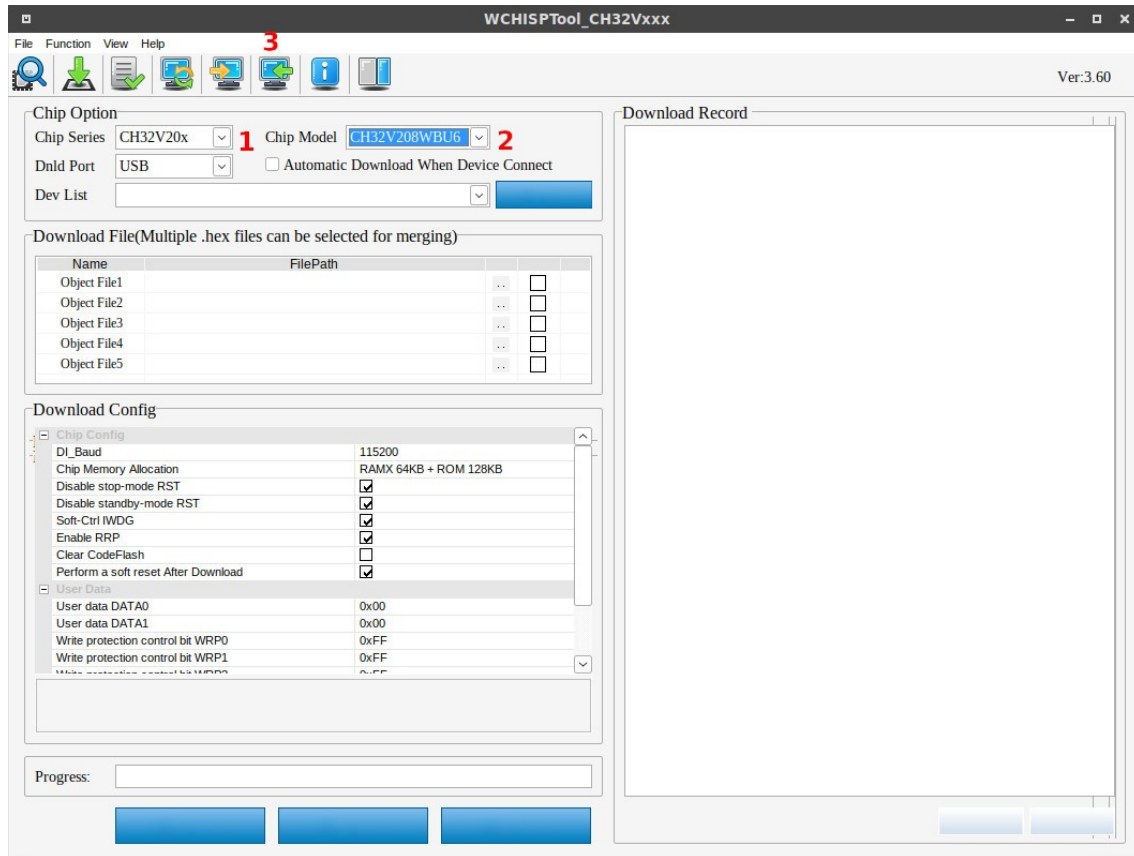 WCHISPTool_CH32Vxxx
File Function View Help
3
Ver:3.60
Chip Option
Chip Series CH32V20x 1 Chip Model CH32V208WBU6 2
Dnld Port USB Automatic Download When Device Connect
Dev List
Download File(Multiple .hex files can be selected for merging)
Name FilePath
Object File1 ..
Object File2 ..
Object File3 ..
Object File4 ..
Object File5 ..
Download Config
Chip Config
DI_Baud 115200
Chip Memory Allocation RAMX 64KB + ROM 128KB
Disable stop-mode RST
Disable standby-mode RST
Soft-Ctrl IWDG
Enable RRP
Clear CodeFlash
Perform a soft reset After Download
User Data
User data DATA0 0x00
User data DATA1 0x00
Write protection control bit WRP0 0xFF
Write protection control bit WRP1 0xFF
Progress:
Download Record